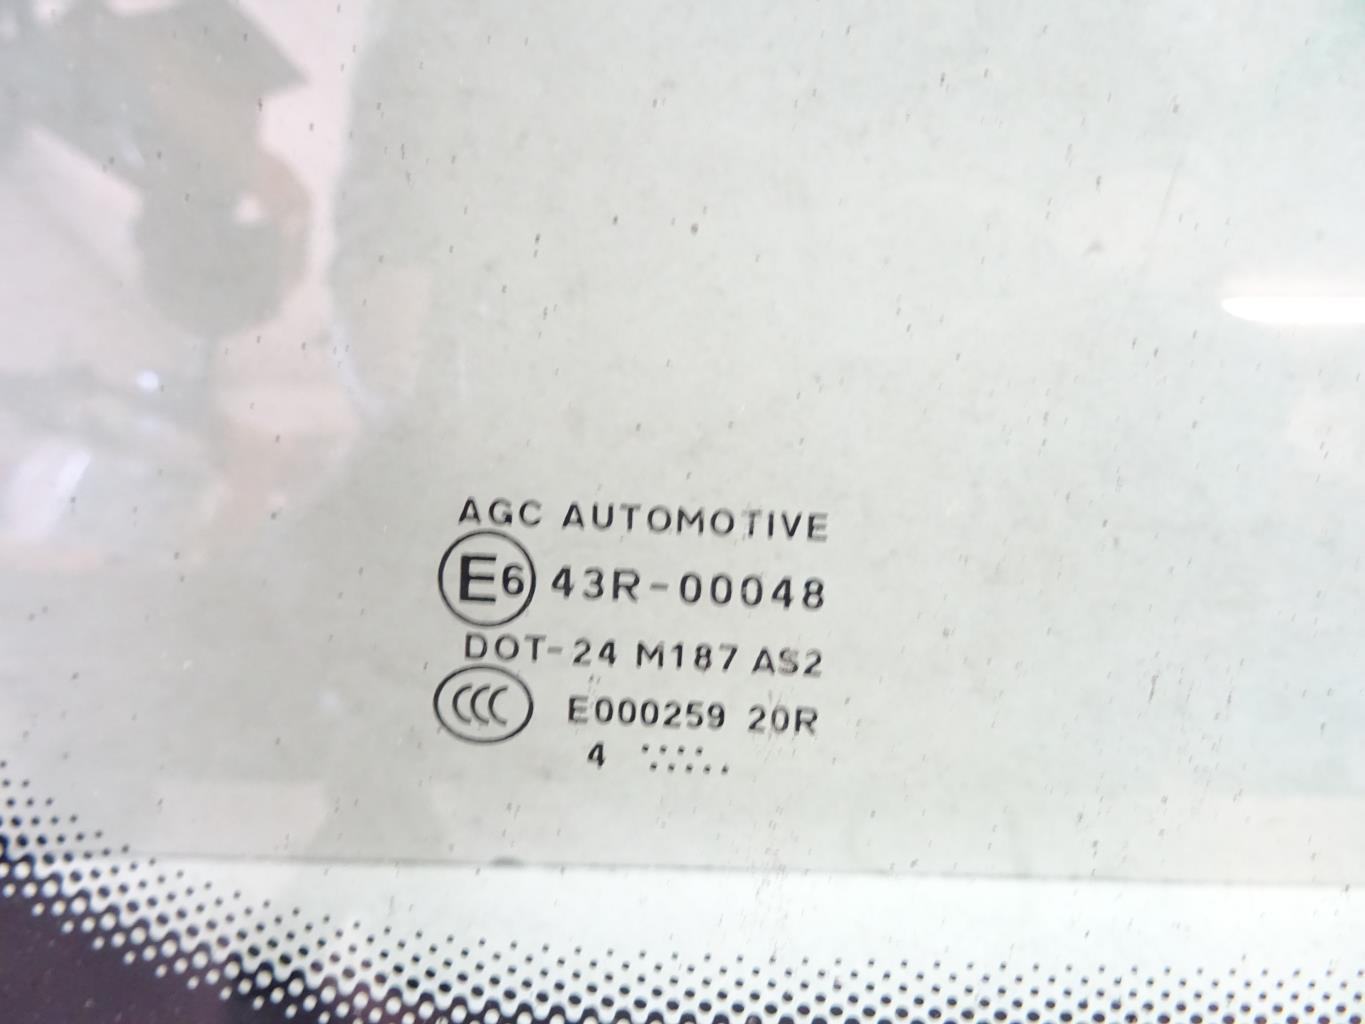 AGC AUTOMOTIVE
E6 43R-00048
DOT-24 M187 AS2
CCC E000259 20R
4